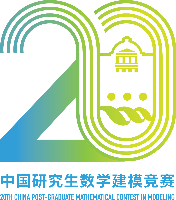 20
中国研究生数学建模竞赛
20TH CHINA POST-GRADUATE MATHEMATICAL CONTEST IN MODELING